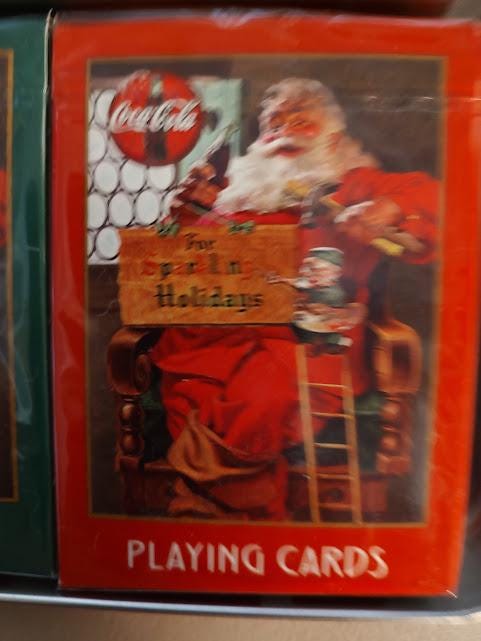 Coca-Cola
For
Sparkling
Holidays
PLAYING CARDS